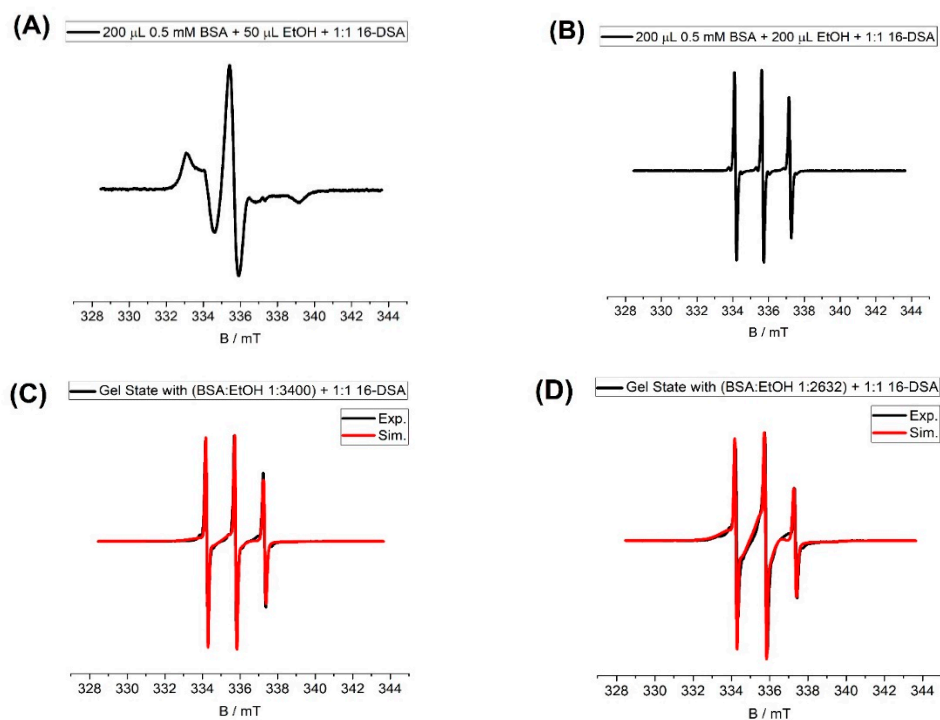 (A)
200 μL 0.5 mM BSA + 50 μL EtOH + 1:1 16-DSA
328 330 332 334 336 338 340 342 344
B / mT
(B)
200 μL 0.5 mM BSA + 200 μL EtOH + 1:1 16-DSA
328 330 332 334 336 338 340 342 344
B / mT
(C)
Gel State with (BSA:EtOH 1:3400) + 1:1 16-DSA
Exp.
Sim.
328 330 332 334 336 338 340 342 344
B / mT
(D)
Gel State with (BSA:EtOH 1:2632) + 1:1 16-DSA
Exp.
Sim.
328 330 332 334 336 338 340 342 344
B / mT